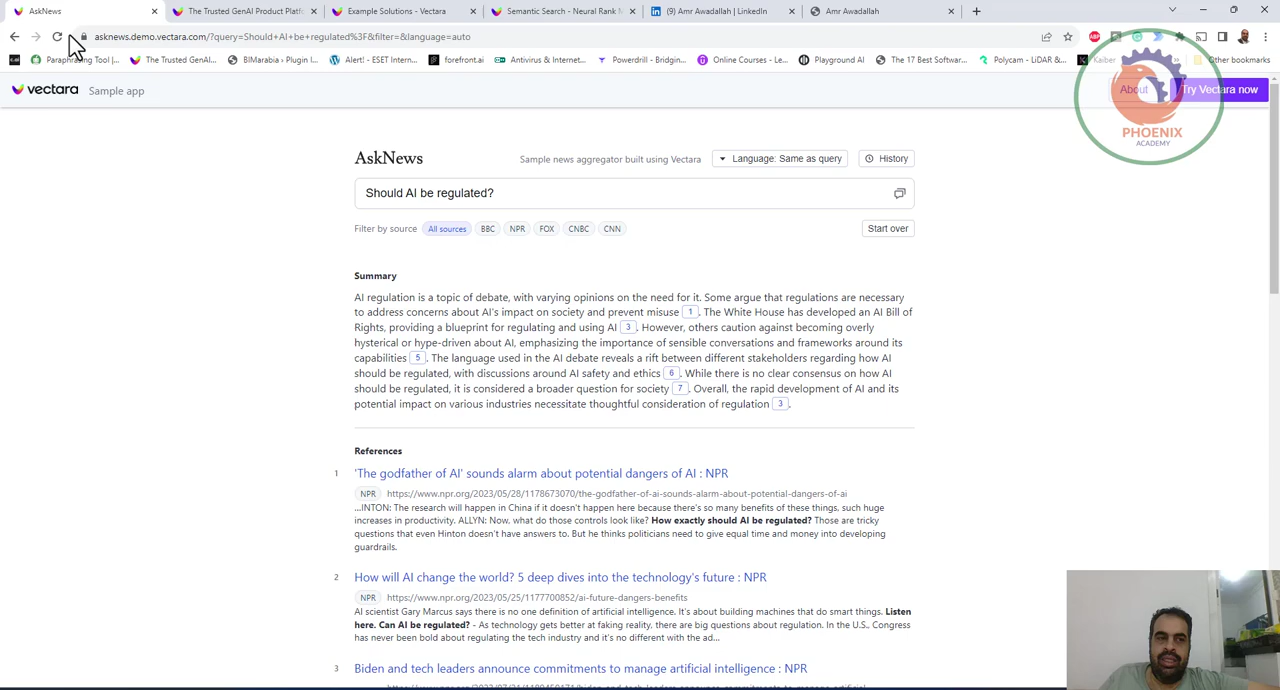 AskNews
The Trusted GenAI Product Platf
Example Solutions - Vectara
Semantic Search - Neural Rank M
(9) Amr Awadallah | LinkedIn
Amr Awadallah
asknews.demo.vectara.com/?query=Should+AI+be+regulated%3F&filter=&language=auto
Paraphrasing Tool |...
The Trusted GenAI...
BIMarabia › Plugin I...
Alert! - ESET Intern...
forefront.ai
Antivirus & Internet...
Powerdrill - Bridging...
Online Courses - Le...
Playground AI
The 17 Best Softwar...
Polycam - LiDAR &...
Kaiber
Other bookmarks
vectara
Sample app
About
Try Vectara now
PHOENIX
ACADEMY
AskNews
Sample news aggregator built using Vectara
Language: Same as query
History
Should AI be regulated?
Filter by source
All sources
BBC
NPR
FOX
CNBC
CNN
Start over
Summary
AI regulation is a topic of debate, with varying opinions on the need for it. Some argue that regulations are necessary
to address concerns about AI's impact on society and prevent misuse 1 . The White House has developed an AI Bill of
Rights, providing a blueprint for regulating and using AI 3 . However, others caution against becoming overly
hysterical or hype-driven about AI, emphasizing the importance of sensible conversations and frameworks around its
capabilities 5 . The language used in the AI debate reveals a rift between different stakeholders regarding how AI
should be regulated, with discussions around AI safety and ethics 6 . While there is no clear consensus on how AI
should be regulated, it is considered a broader question for society 7 . Overall, the rapid development of AI and its
potential impact on various industries necessitate thoughtful consideration of regulation 3 .
References
1 'The godfather of AI' sounds alarm about potential dangers of AI : NPR
NPR https://www.npr.org/2023/05/28/1178673070/the-godfather-of-ai-sounds-alarm-about-potential-dangers-of-ai
...INTON: The research will happen in China if it doesn't happen here because there's so many benefits of these things, such huge
increases in productivity. ALLYN: Now, what do those controls look like? How exactly should AI be regulated? Those are tricky
questions that even Hinton doesn't have answers to. But he thinks politicians need to give equal time and money into developing
guardrails.
2 How will AI change the world? 5 deep dives into the technology's future : NPR
NPR https://www.npr.org/2023/05/25/1177700852/ai-future-dangers-benefits
AI scientist Gary Marcus says there is no one definition of artificial intelligence. It's about building machines that do smart things. Listen
here. Can AI be regulated? - As technology gets better at faking reality, there are big questions about regulation. In the U.S., Congress
has never been bold about regulating the tech industry and it's no different with the ad...
3 Biden and tech leaders announce commitments to manage artificial intelligence : NPR